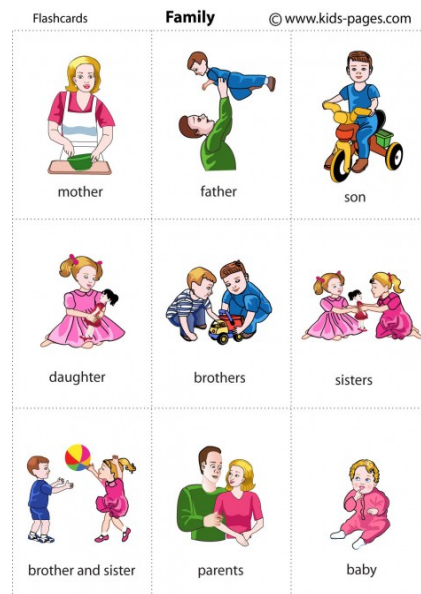 Flashcards Family © www.kids-pages.com
mother father son
daughter brothers sisters
brother and sister parents baby